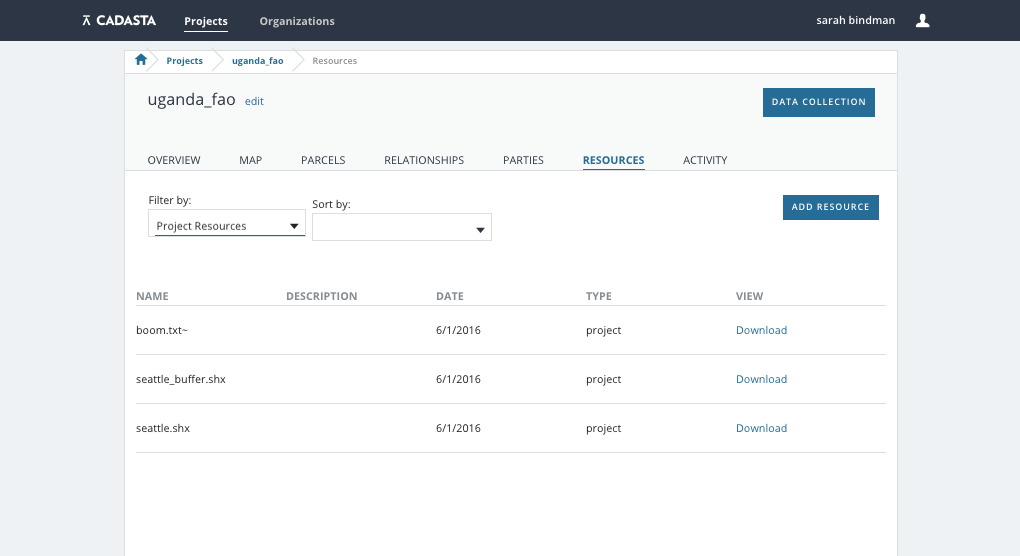 CADASTA Projects Organizations sarah bindman
Projects uganda_fao Resources
uganda_fao edit DATA COLLECTION
OVERVIEW MAP PARCELS RELATIONSHIPS PARTIES RESOURCES ACTIVITY
Filter by: Sort by:
Project Resources
ADD RESOURCE
NAME DESCRIPTION DATE TYPE VIEW
boom.txt~ 6/1/2016 project Download
seattle_buffer.shx 6/1/2016 project Download
seattle.shx 6/1/2016 project Download